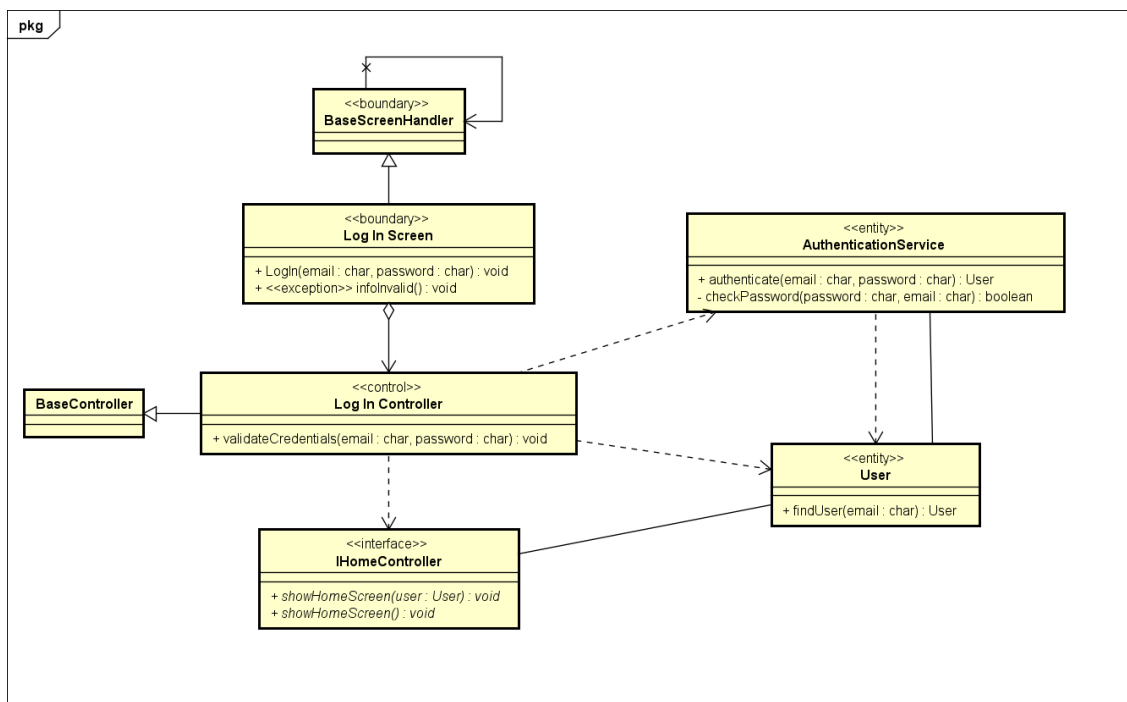 pkg
<<boundary>>
BaseScreenHandler
<<boundary>>
Log In Screen
+ LogIn(email : char, password : char) : void
+ <<exception>> infoInvalid() : void
<<entity>>
AuthenticationService
+ authenticate(email : char, password : char) : User
- checkPassword(password : char, email : char) : boolean
BaseController
<<control>>
Log In Controller
+ validateCredentials(email : char, password : char) : void
<<entity>>
User
+ findUser(email : char) : User
<<interface>>
IHomeController
+ showHomeScreen(user : User) : void
+ showHomeScreen() : void